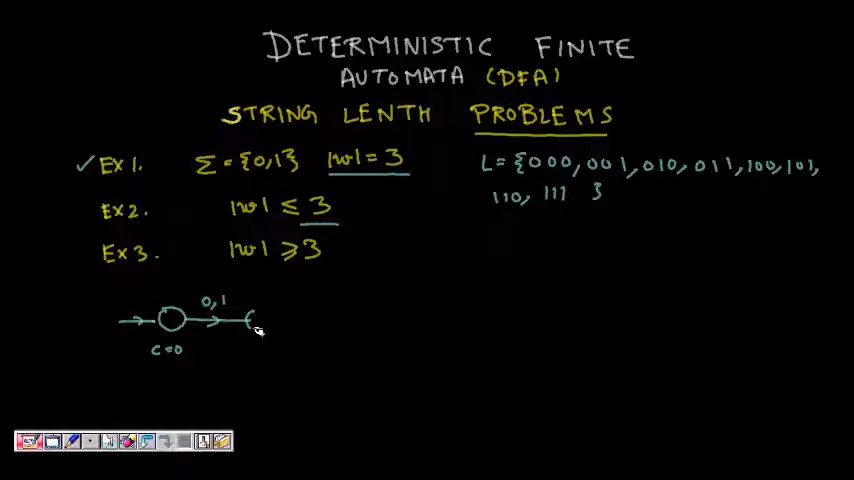 DETERMINISTIC FINITE
AUTOMATA (DFA)
STRING LENTH PROBLEMS
✓ Ex 1. Σ = {0,1} |w| = 3 L = {000, 001, 010, 011, 100, 101,
110, 111 }
Ex 2. |w| ≤ 3
Ex 3. |w| ⩾ 3
0,1
C=0